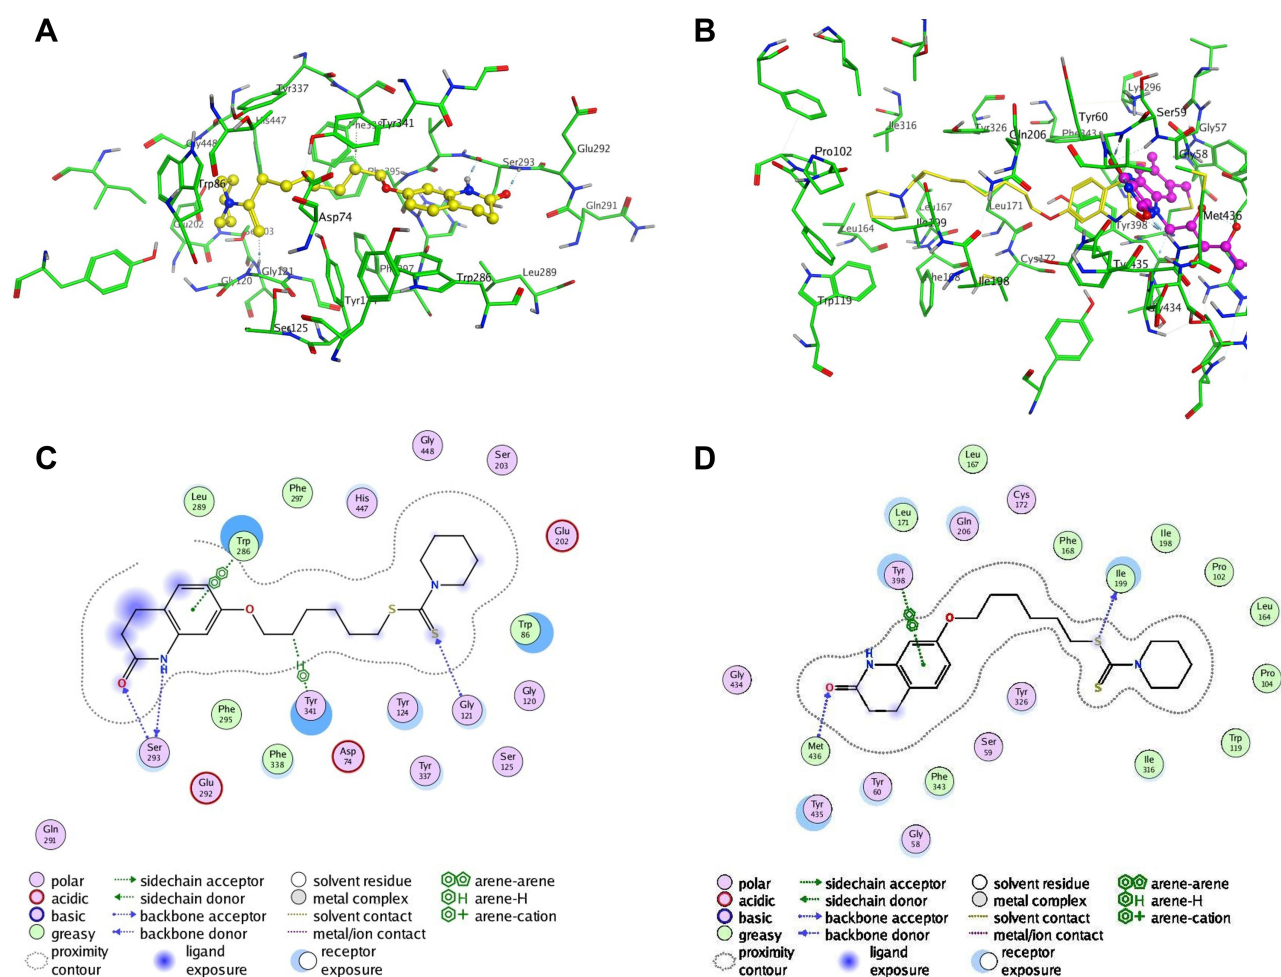 A
Tyr337
His447
Tyr341
Gly448
Trp86
Ser293
Glu292
Glu202
Asp74
Gln291
Gly120
Gly121
Trp286
Leu289
Ser125
B
Lys296
Ile316
Tyr326
Gln206
Tyr60
Ser59
Phe343
Gly57
Gly58
Pro102
Leu167
Leu171
Ile199
Met436
Leu164
Tyr398
Cys172
Tyr435
Ile198
Trp119
Gly434
C
Gly
448
Ser
203
Leu
289
Phe
297
His
447
Glu
202
Trp
286
O
S
N
Trp
86
S
O
N
H
H
Phe
295
Tyr
341
Tyr
124
Gly
121
Gly
120
Ser
293
Phe
338
Asp
74
Tyr
337
Ser
125
Glu
292
Gln
291
polar
acidic
basic
greasy
proximity
contour
sidechain acceptor
sidechain donor
backbone acceptor
backbone donor
ligand
exposure
solvent residue
metal complex
solvent contact
metal/ion contact
receptor
exposure
arene-arene
H arene-H
+ arene-cation
D
Leu
167
Cys
172
Leu
171
Gln
206
Phe
168
Ile
198
Tyr
398
Ile
199
Pro
102
Leu
164
O
S
H
N
N
O
S
Gly
434
Tyr
326
Pro
104
Met
436
Ser
59
Trp
119
Ile
316
Tyr
60
Phe
343
Tyr
435
Gly
58
polar
acidic
basic
greasy
proximity
contour
sidechain acceptor
sidechain donor
backbone acceptor
backbone donor
ligand
exposure
solvent residue
metal complex
solvent contact
metal/ion contact
receptor
exposure
arene-arene
H arene-H
+ arene-cation